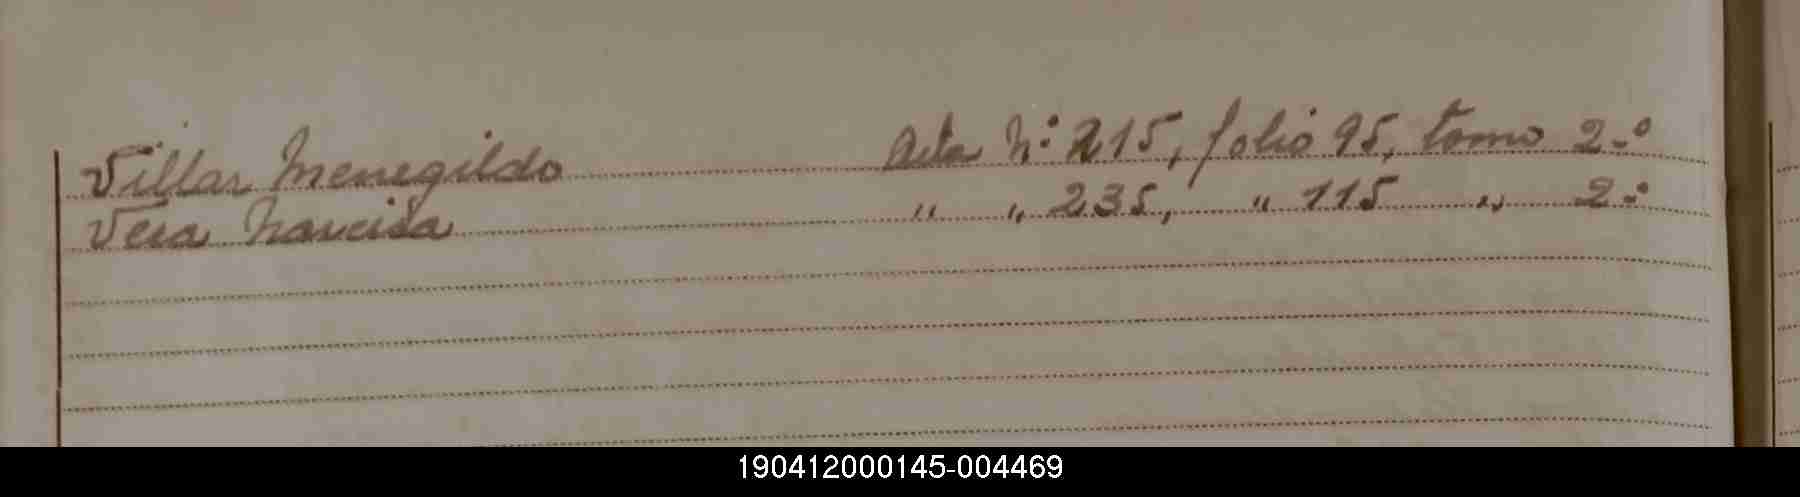 Villar Menegildo Acta N° 215, folio 95, tomo 2°
Vera Narcisa " " 235, " 115 " 2°
190412000145-004469